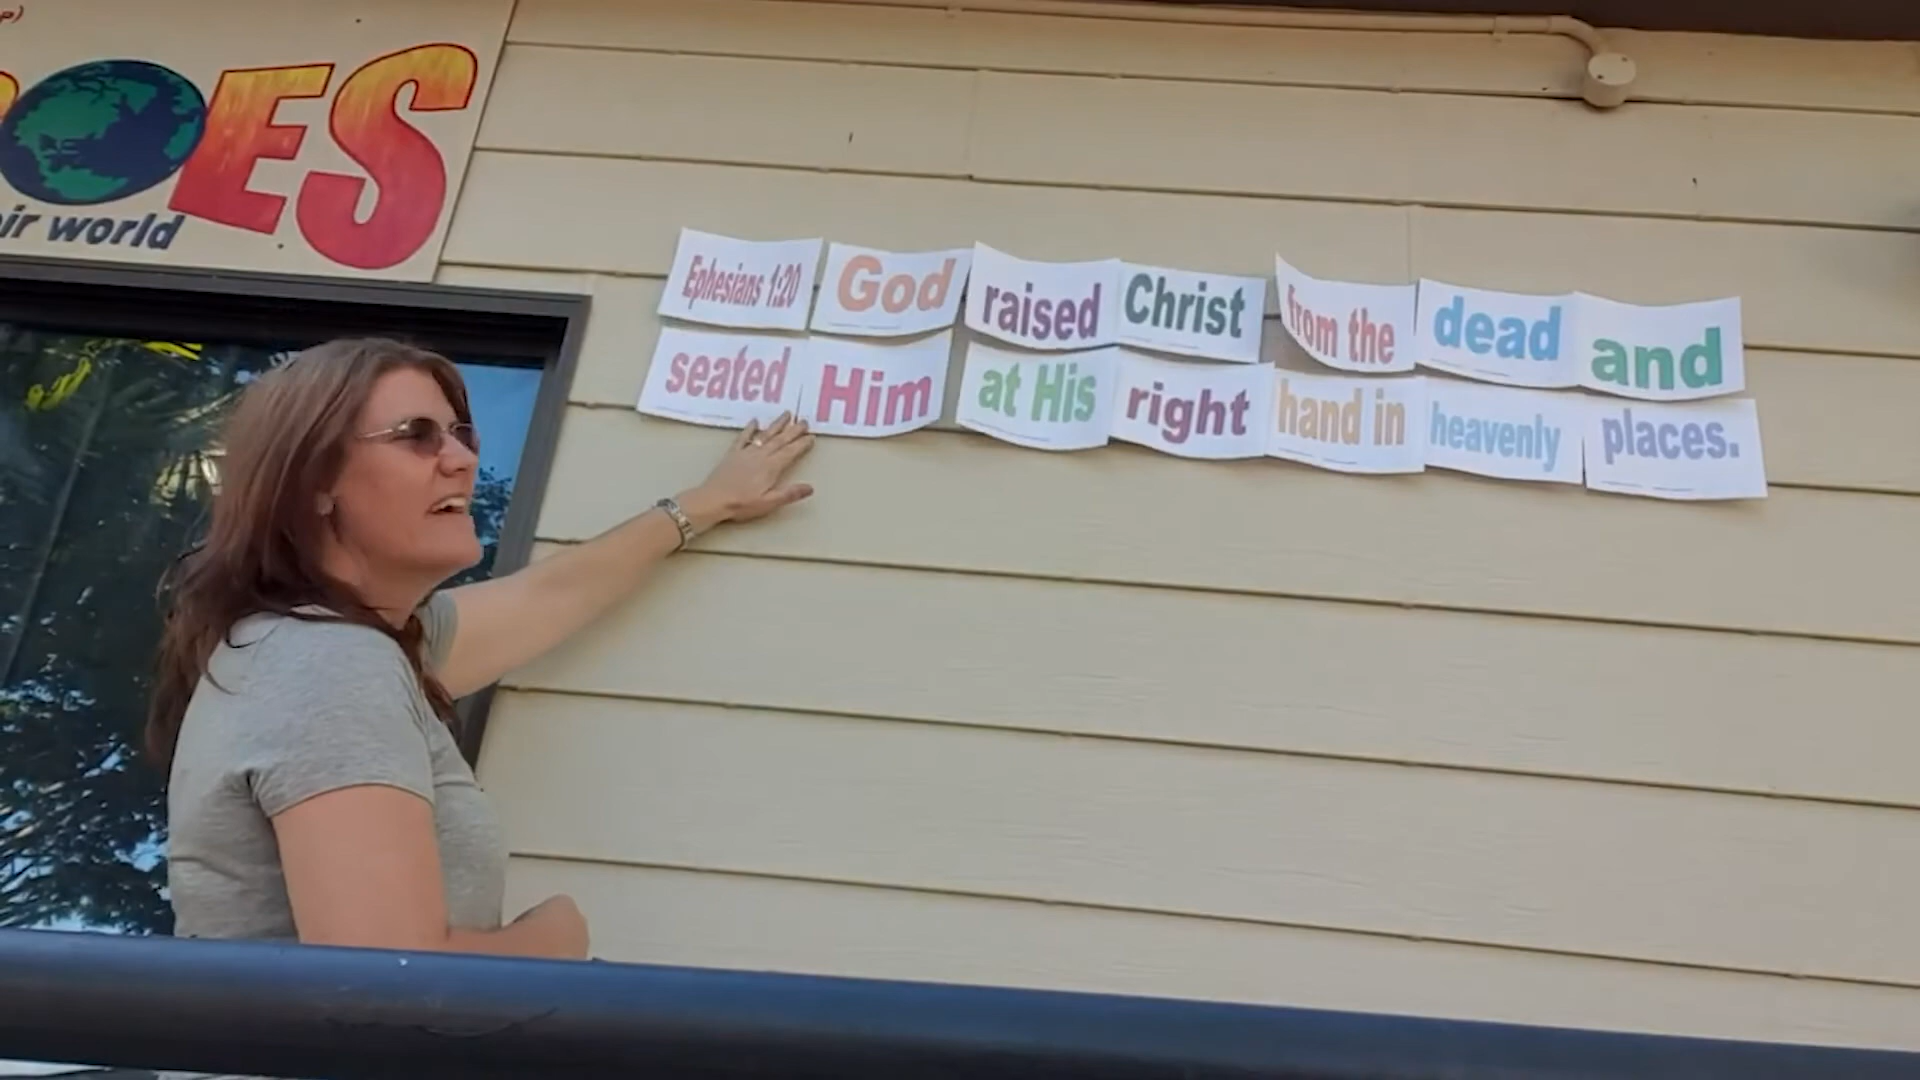 OES
ir world
Ephesians 1:20 God raised Christ from the dead and
seated Him at His right hand in heavenly places.